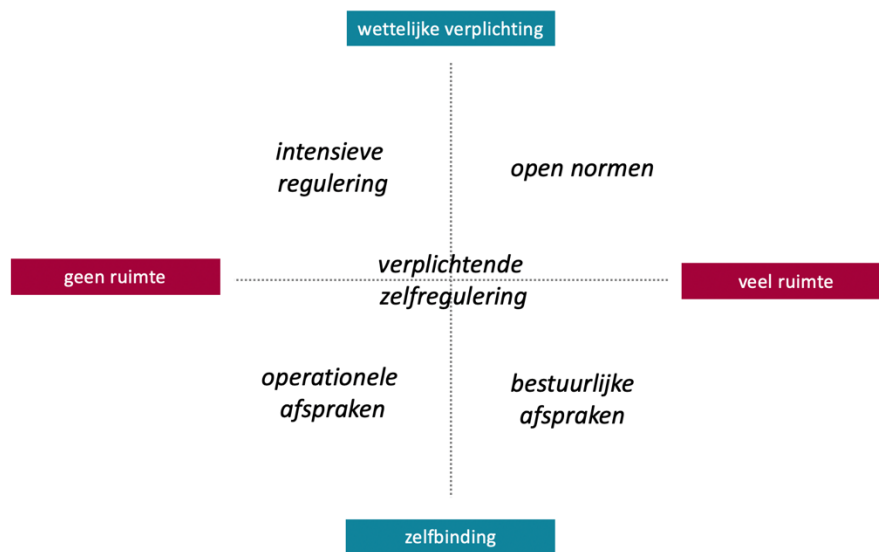 wettelijke verplichting
intensieve
regulering
open normen
geen ruimte
verplichtende
zelfregulering
veel ruimte
operationele
afspraken
bestuurlijke
afspraken
zelfbinding